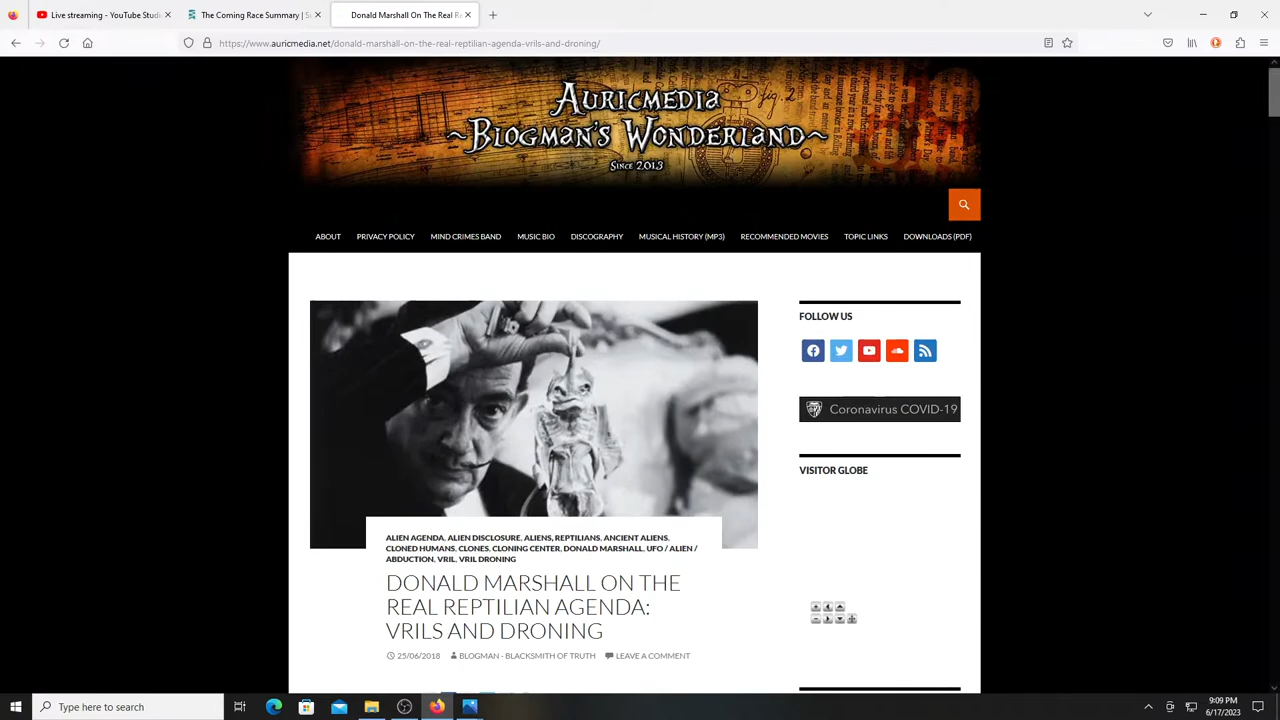 Live streaming - YouTube Studi
The Coming Race Summary | S
Donald Marshall On The Real Re
https://www.auricmedia.net/donald-marshall-on-the-real-reptilian-agenda-vrils-and-droning/
Auricmedia
~Blogman's Wonderland~
Since 2013
ABOUT PRIVACY POLICY MIND CRIMES BAND MUSIC BIO DISCOGRAPHY MUSICAL HISTORY (MP3) RECOMMENDED MOVIES TOPIC LINKS DOWNLOADS (PDF)
FOLLOW US
Coronavirus COVID-19
VISITOR GLOBE
ALIEN AGENDA, ALIEN DISCLOSURE, ALIENS, REPTILIANS, ANCIENT ALIENS,
CLONED HUMANS, CLONES, CLONING CENTER, DONALD MARSHALL, UFO / ALIEN /
ABDUCTION, VRIL, VRIL DRONING
DONALD MARSHALL ON THE
REAL REPTILIAN AGENDA:
VRILS AND DRONING
25/06/2018 BLOGMAN - BLACKSMITH OF TRUTH LEAVE A COMMENT
Type here to search
9:09 PM
6/17/2023